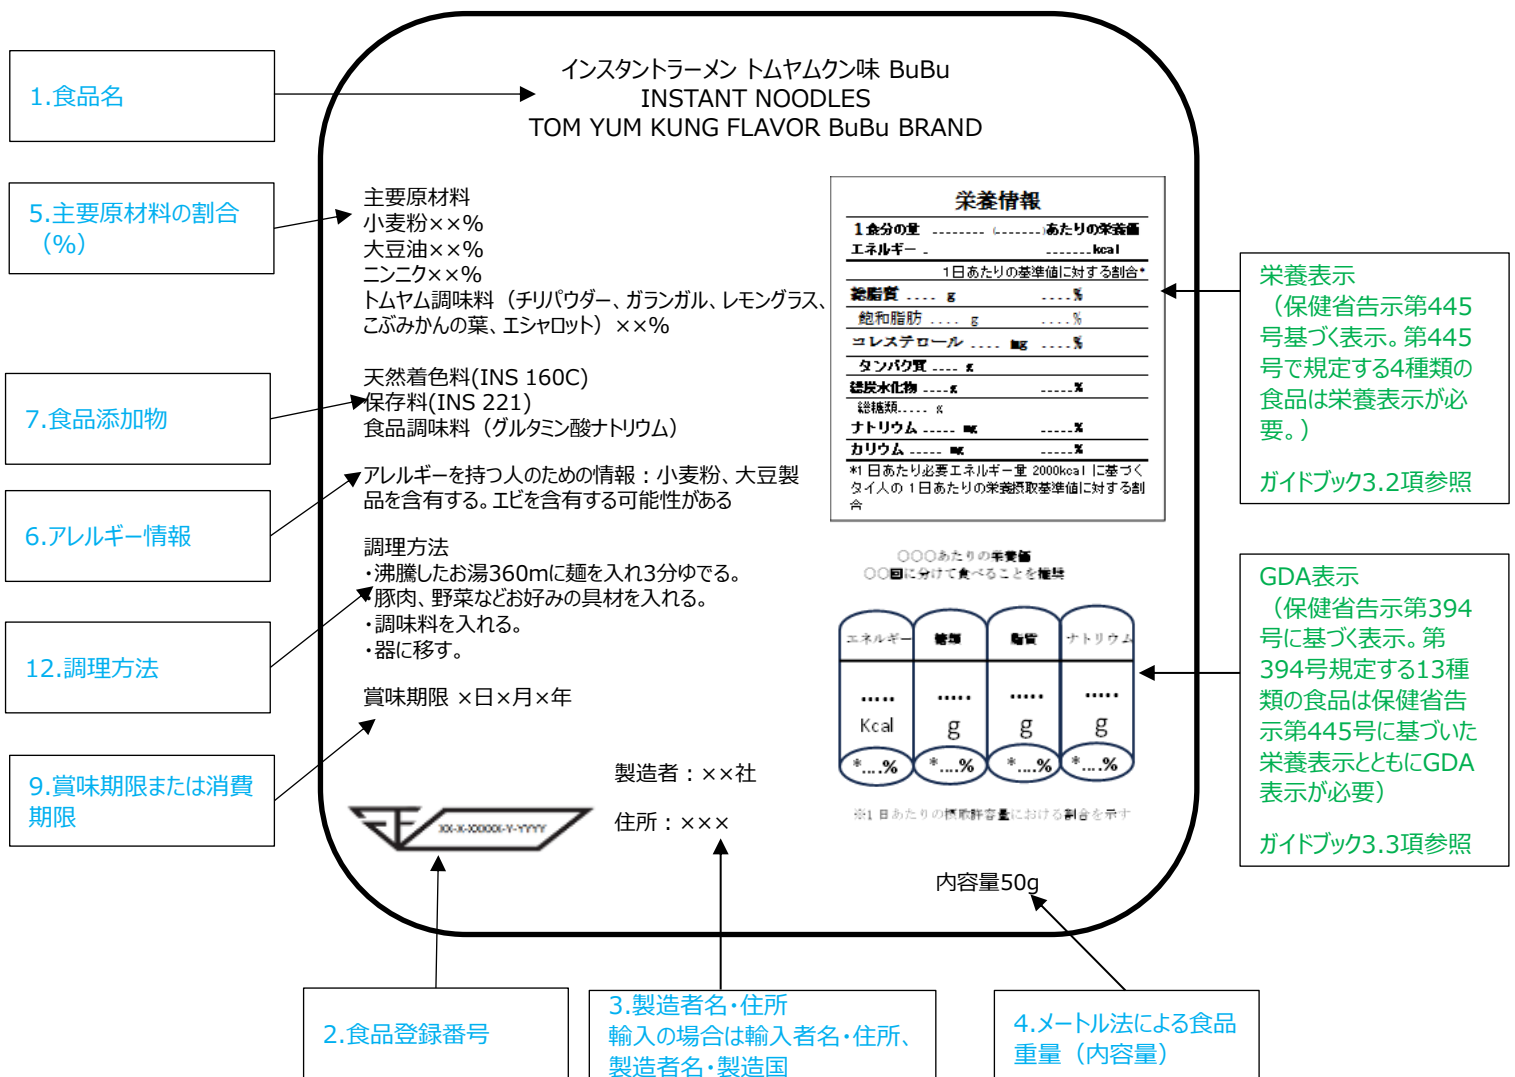 インスタントラーメン トムヤムクン味 BuBu
INSTANT NOODLES
TOM YUM KUNG FLAVOR BuBu BRAND
1.食品名
5.主要原材料の割合
（%）
主要原材料
小麦粉××%
大豆油××%
ニンニク××%
トムヤム調味料（チリパウダー、ガランガル、レモングラス、
こぶみかんの葉、エシャロット）××%
7.食品添加物
天然着色料(INS 160C)
保存料(INS 221)
食品調味料（グルタミン酸ナトリウム）
6.アレルギー情報
アレルギーを持つ人のための情報：小麦粉、大豆製
品を含有する。エビを含有する可能性がある
12.調理方法
調理方法
・沸騰したお湯360mに麺を入れ3分ゆでる。
・豚肉、野菜などお好みの具材を入れる。
・調味料を入れる。
・器に移す。
9.賞味期限または消費
期限
賞味期限 ×日×月×年
XX-X-XXXXX-Y-YYYY
製造者：××社
住所：×××
栄養情報
1食分の量 ........ (.......)あたりの栄養価
エネルギー . .......kcal
1日あたりの基準値に対する割合*
総脂質 .... g ....%
飽和脂肪 .... g ....%
コレステロール .... mg ....%
タンパク質 .... g
総炭水化物 ....g .....%
総糖類..... g
ナトリウム ..... mg .....%
カリウム ..... mg .....%
*1日あたり必要エネルギー量 2000kcal に基づく
タイ人の1日あたりの栄養摂取基準値に対する割
合
〇〇〇あたりの栄養価
〇〇回に分けて食べることを推奨
エネルギー 糖類 脂質 ナトリウム
..... ..... ..... .....
Kcal g g g
*....% *....% *....% *....%
※1日あたりの摂取許容量における割合を示す
内容量50g
栄養表示
（保健省告示第445
号基づく表示。第445
号で規定する4種類の
食品は栄養表示が必
要。）
ガイドブック3.2項参照
GDA表示
（保健省告示第394
号に基づく表示。第
394号規定する13種
類の食品は保健省告
示第445号に基づいた
栄養表示とともにGDA
表示が必要）
ガイドブック3.3項参照
2.食品登録番号
3.製造者名・住所
輸入の場合は輸入者名・住所、
製造者名・製造国
4.メートル法による食品
重量（内容量）